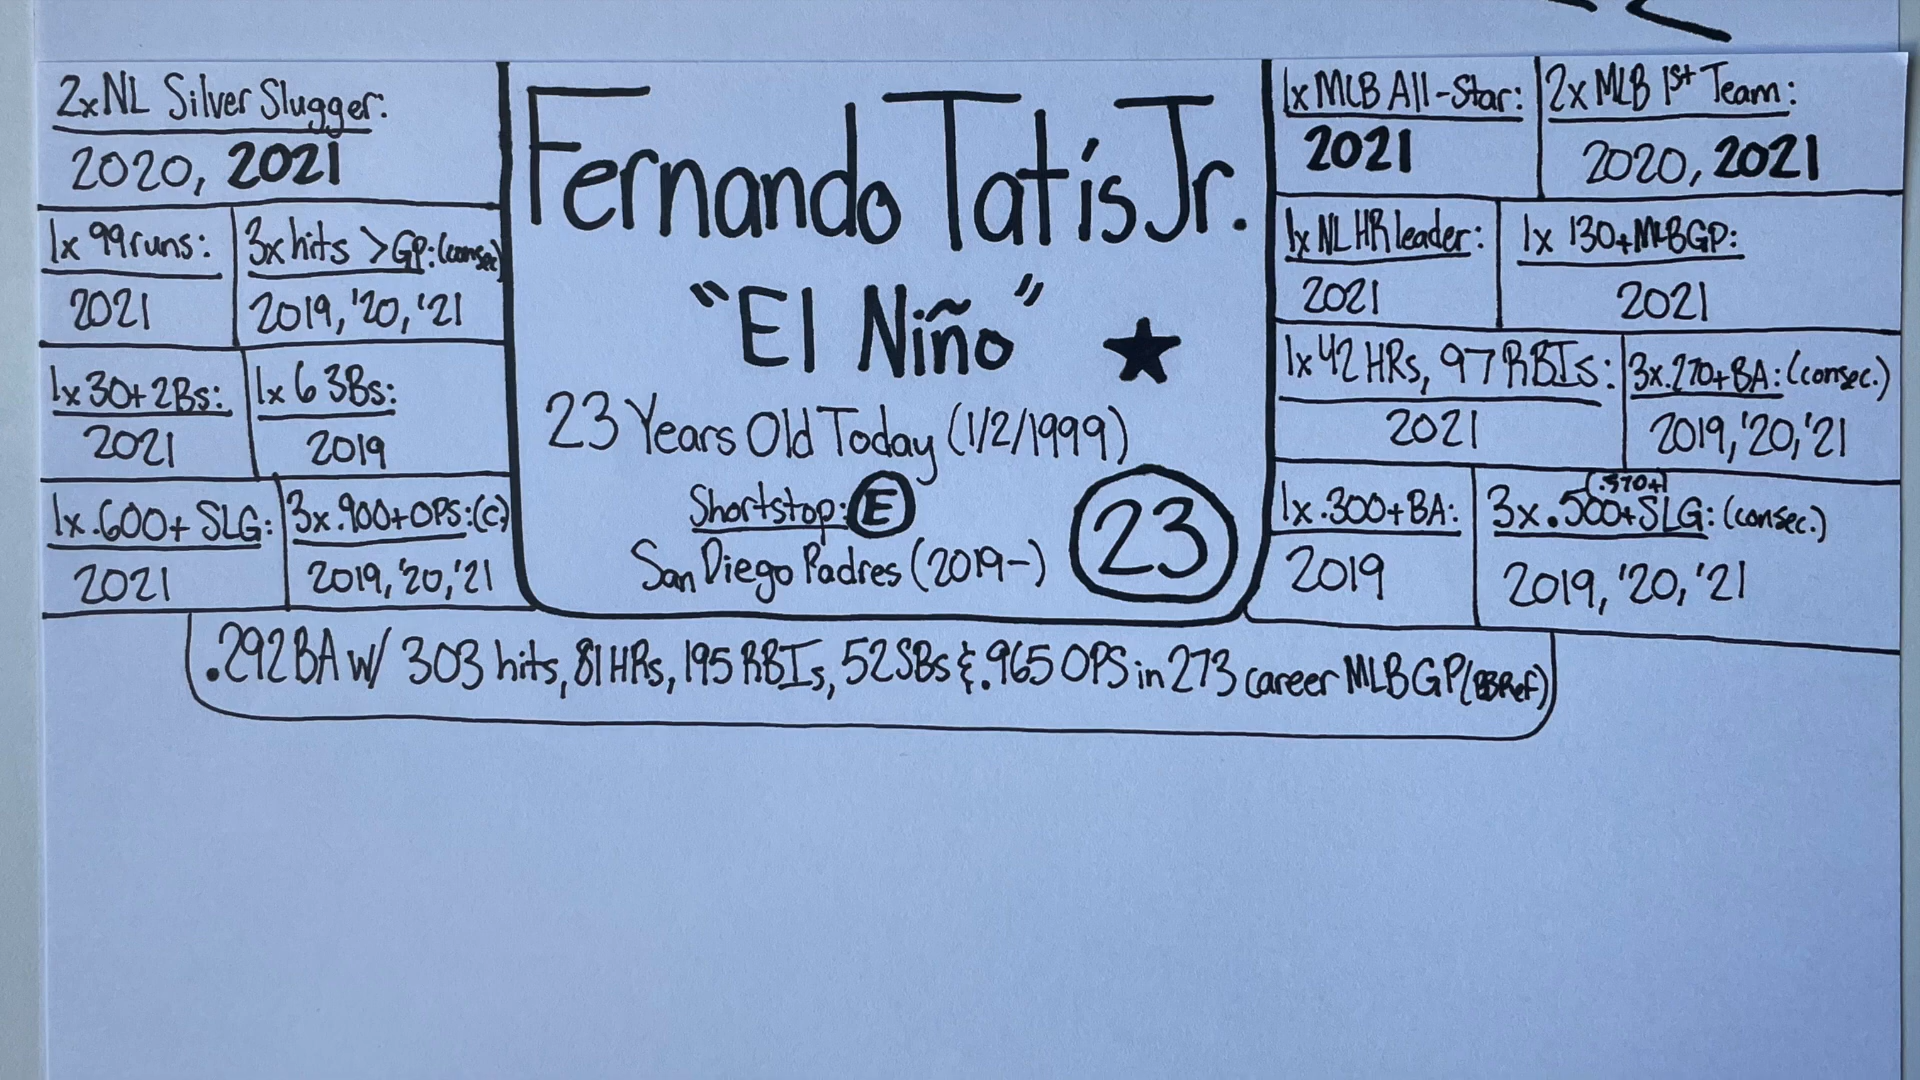 2xNL Silver Slugger:
2020, 2021
1x 99 runs:
2021
3x hits > GP: (consec)
2019, '20, '21
1x 30+ 2Bs:
2021
1x 6 3Bs:
2019
1x .600+ SLG:
2021
3x .900+ OPS: (c)
2019, '20, '21
Fernando Tatís Jr.
"El Niño" ★
23 Years Old Today (1/2/1999)
Shortstop: E
San Diego Padres (2019-)
23
1x MLB All-Star:
2021
2x MLB 1st Team:
2020, 2021
1x NL HR leader:
2021
1x 130+ MLB GP:
2021
1x 42 HRs, 97 RBIs:
2021
3x .270+ BA: (consec.)
2019, '20, '21
1x .300+ BA:
2019
(.570+)
3x .500+ SLG: (consec.)
2019, '20, '21
.292 BA w/ 303 hits, 81 HRs, 195 RBIs, 52 SBs & .965 OPS in 273 career MLB GP (BBRef)